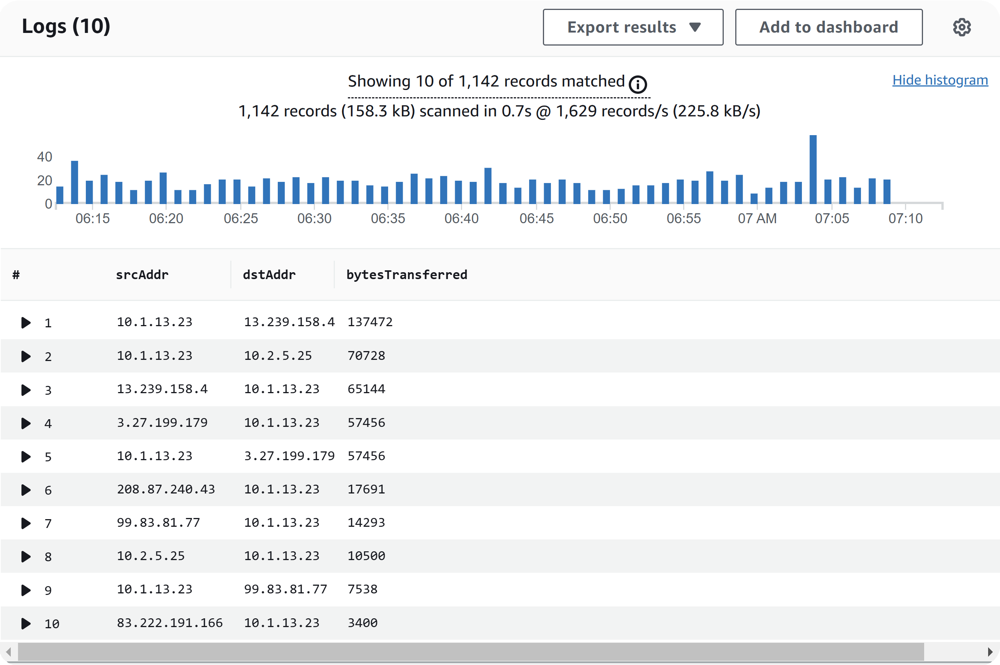 Logs (10)
Export results
Add to dashboard
Showing 10 of 1,142 records matched
Hide histogram
1,142 records (158.3 kB) scanned in 0.7s @ 1,629 records/s (225.8 kB/s)
40
20
0
06:15 06:20 06:25 06:30 06:35 06:40 06:45 06:50 06:55 07 AM 07:05 07:10
# srcAddr dstAddr bytesTransferred
1 10.1.13.23 13.239.158.4 137472
2 10.1.13.23 10.2.5.25 70728
3 13.239.158.4 10.1.13.23 65144
4 3.27.199.179 10.1.13.23 57456
5 10.1.13.23 3.27.199.179 57456
6 208.87.240.43 10.1.13.23 17691
7 99.83.81.77 10.1.13.23 14293
8 10.2.5.25 10.1.13.23 10500
9 10.1.13.23 99.83.81.77 7538
10 83.222.191.166 10.1.13.23 3400